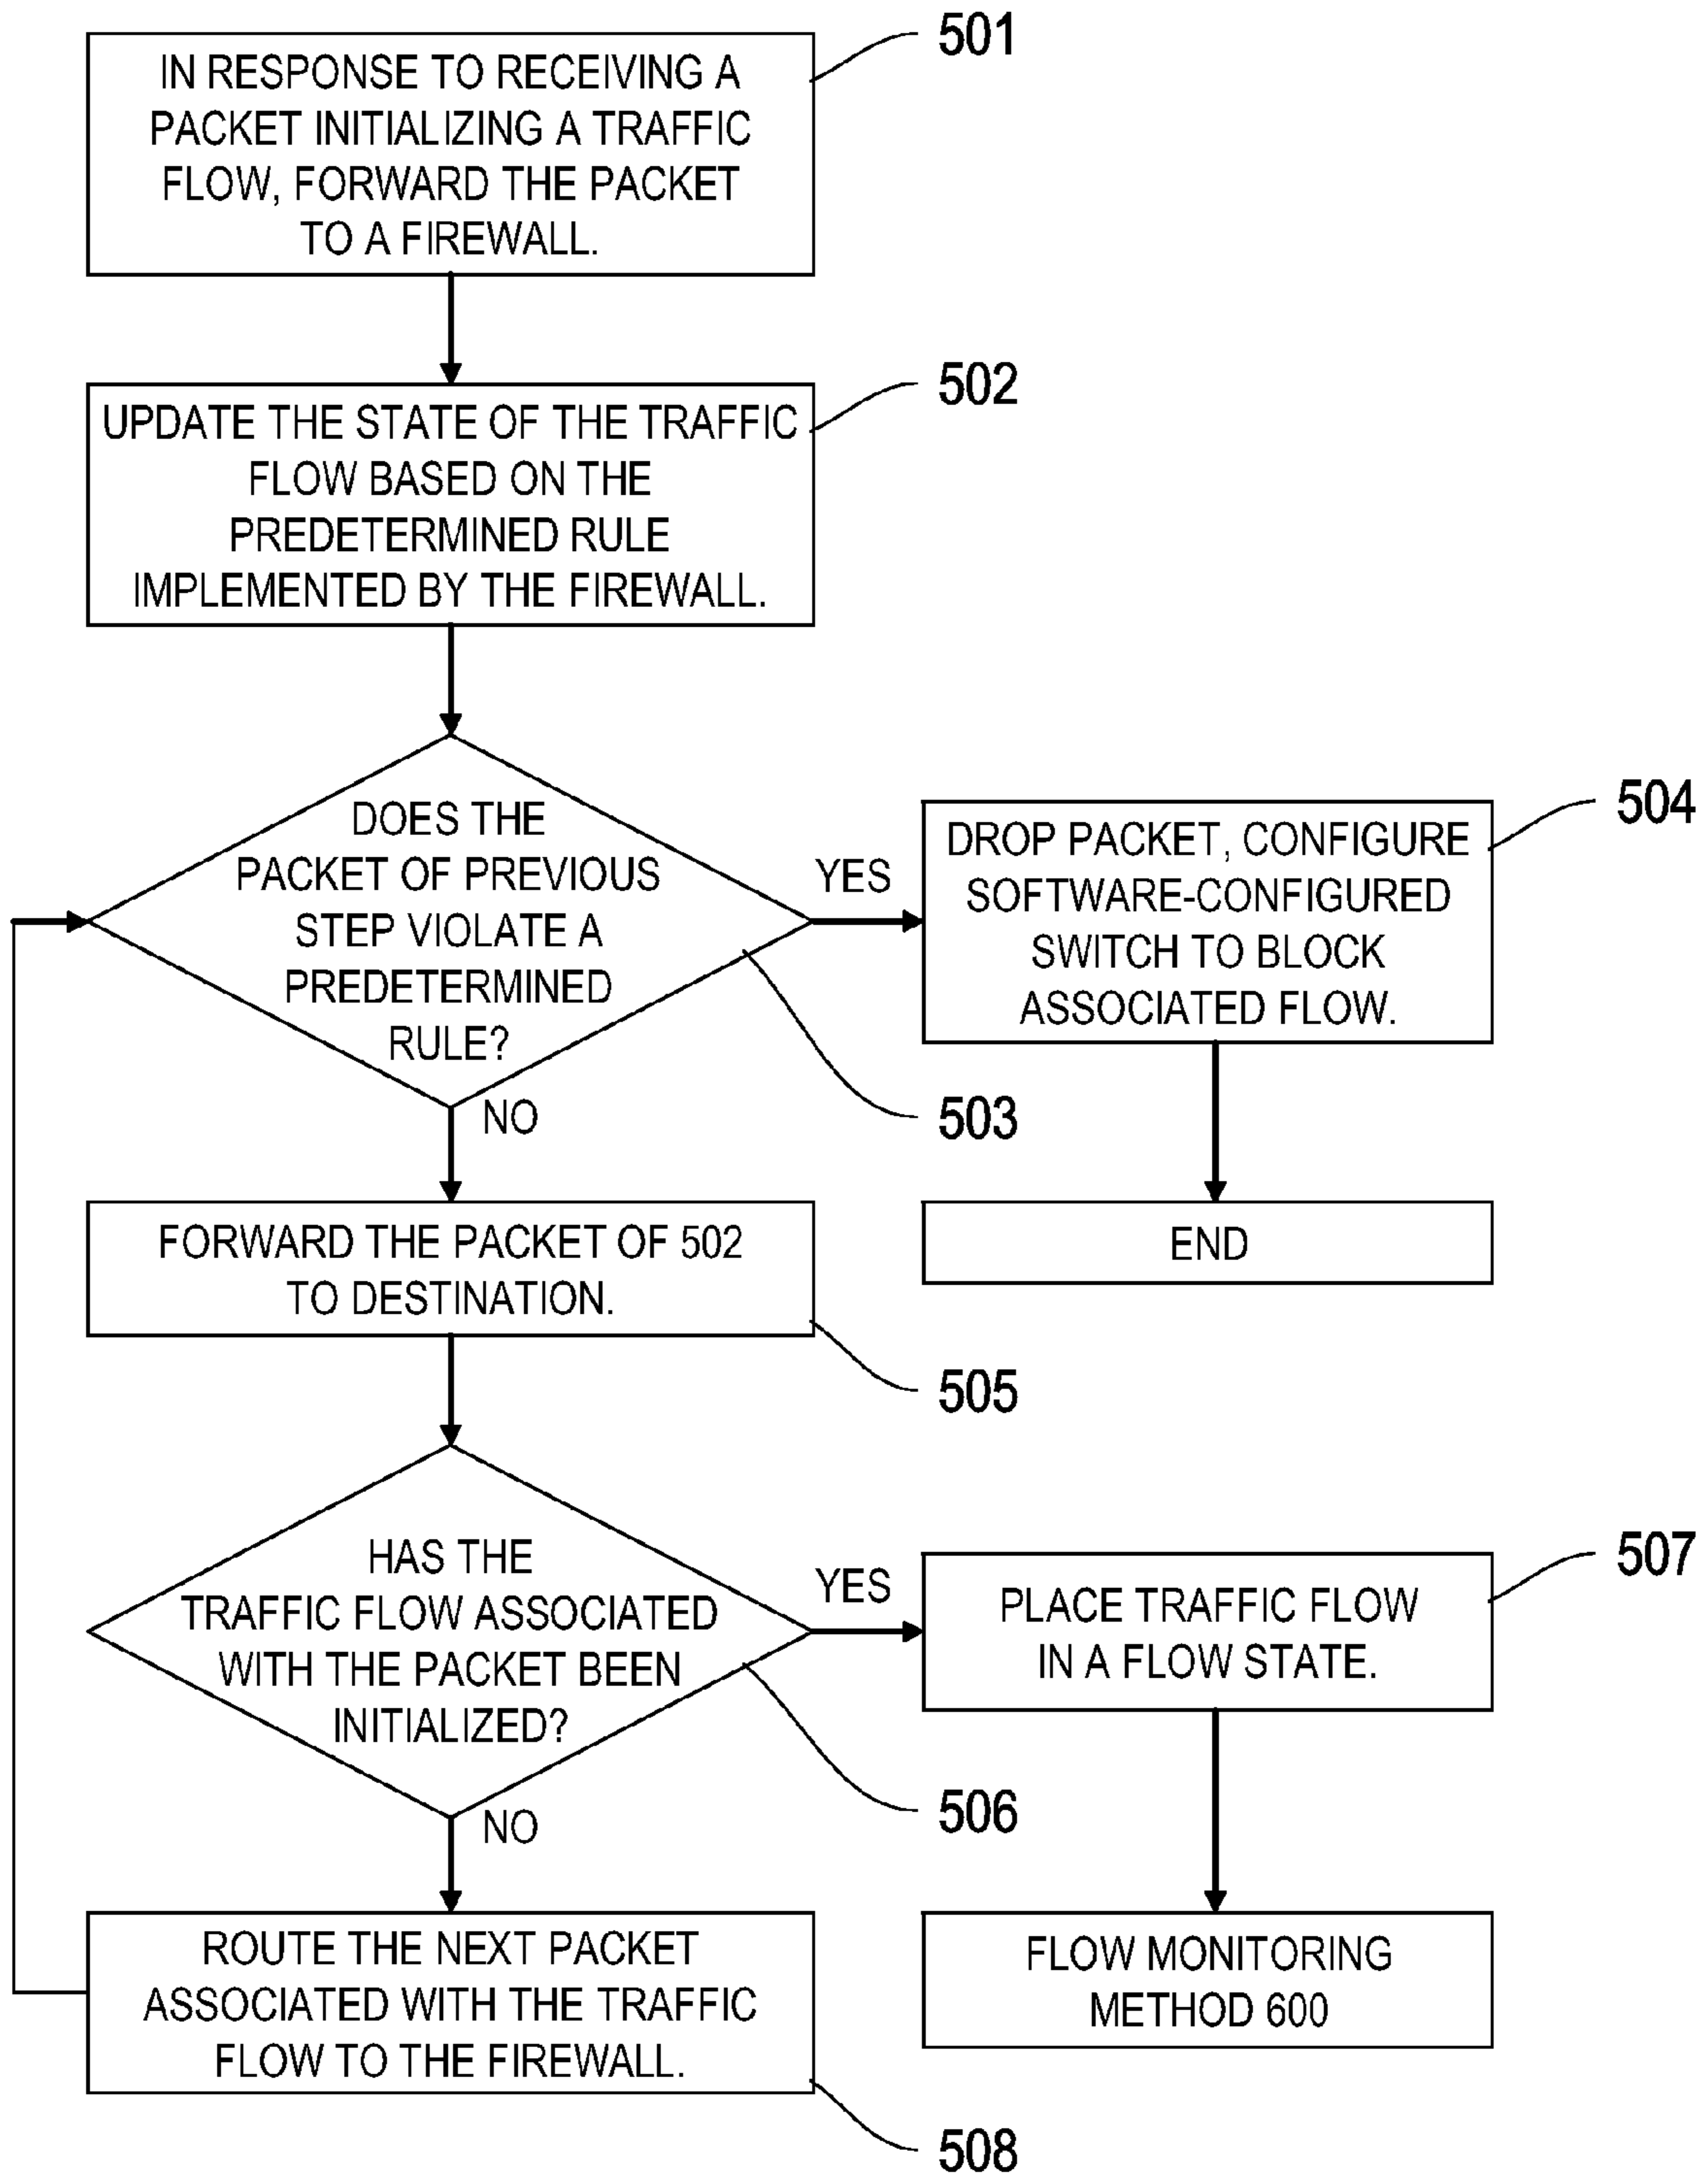 IN RESPONSE TO RECEIVING A
PACKET INITIALIZING A TRAFFIC
FLOW, FORWARD THE PACKET
TO A FIREWALL.
501
UPDATE THE STATE OF THE TRAFFIC
FLOW BASED ON THE
PREDETERMINED RULE
IMPLEMENTED BY THE FIREWALL.
502
DOES THE
PACKET OF PREVIOUS
STEP VIOLATE A
PREDETERMINED
RULE?
503
YES
DROP PACKET, CONFIGURE
SOFTWARE-CONFIGURED
SWITCH TO BLOCK
ASSOCIATED FLOW.
504
END
NO
FORWARD THE PACKET OF 502
TO DESTINATION.
505
HAS THE
TRAFFIC FLOW ASSOCIATED
WITH THE PACKET BEEN
INITIALIZED?
506
YES
PLACE TRAFFIC FLOW
IN A FLOW STATE.
507
FLOW MONITORING
METHOD 600
NO
ROUTE THE NEXT PACKET
ASSOCIATED WITH THE TRAFFIC
FLOW TO THE FIREWALL.
508